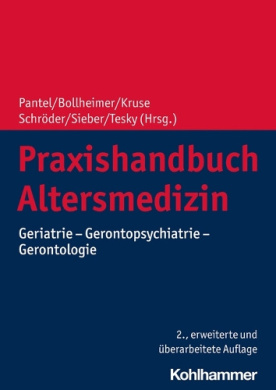 Pantel/Bollheimer/Kruse
Schröder/Sieber/Tesky (Hrsg.)
Praxishandbuch
Altersmedizin
Geriatrie – Gerontopsychiatrie –
Gerontologie
2., erweiterte und
überarbeitete Auflage
Kohlhammer